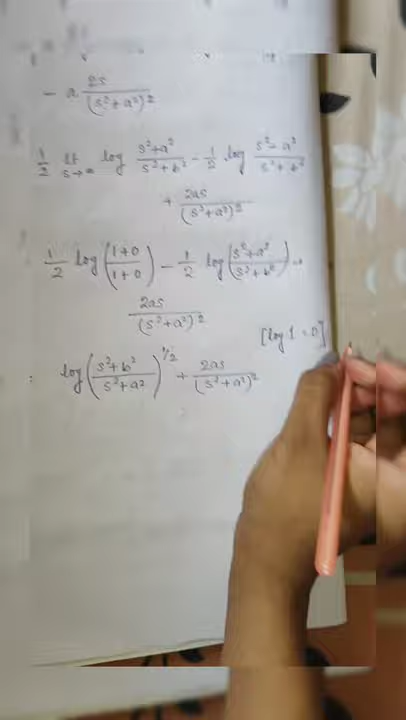 - a 2s/(s²+a²)²
1/2 Lt s→∞ log (s²+a²)/(s²+b²) - 1/2 log (s²-a²)/(s²+b²)
+ 2as/(s²+a²)²
1/2 log((1+0)/(1+0)) - 1/2 log((s²+a²)/(s²+b²))
2as/(s²+a²)²
[log 1 = 0]
: log((s²+b²)/(s²+a²))^1/2 + 2as/(s²+a²)²